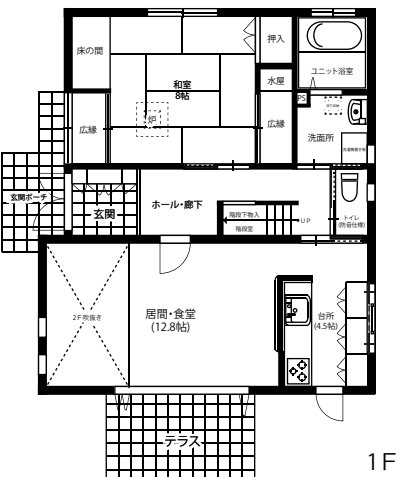 床の間
押入
和室
8帖
水屋
ユニット浴室
炉
広縁
広縁
PS
洗面所
玄関ポーチ
玄関
ホール・廊下
階段下物入
階段室
UP
トイレ
(防音仕様)
2F吹抜き
居間・食堂
(12.8帖)
台所
(4.5帖)
テラス
1F